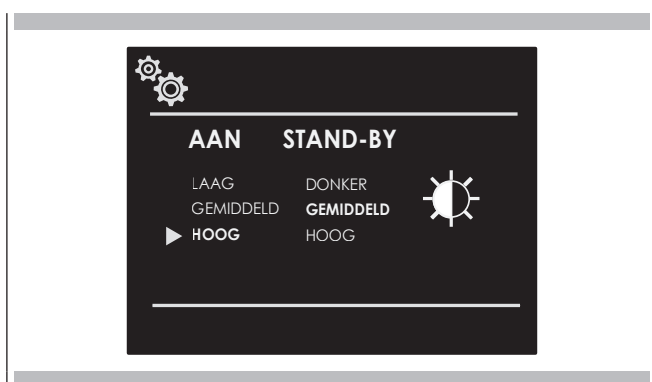 AAN STAND-BY
LAAG DONKER
GEMIDDELD GEMIDDELD
HOOG HOOG